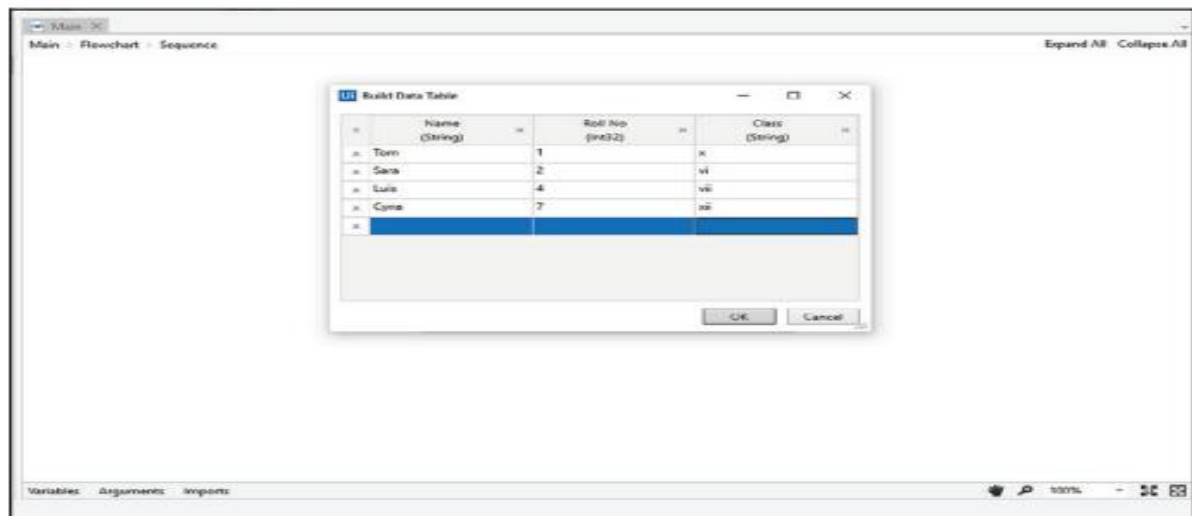 Main
Main Flowchart Sequence Expand All Collapse All
Ui Build Data Table
Name (String) Roll No (Int32) Class (String)
Tom 1 x
Sara 2 vi
Luis 4 vii
Cyna 7 xii
OK Cancel
Variables Arguments Imports 100%